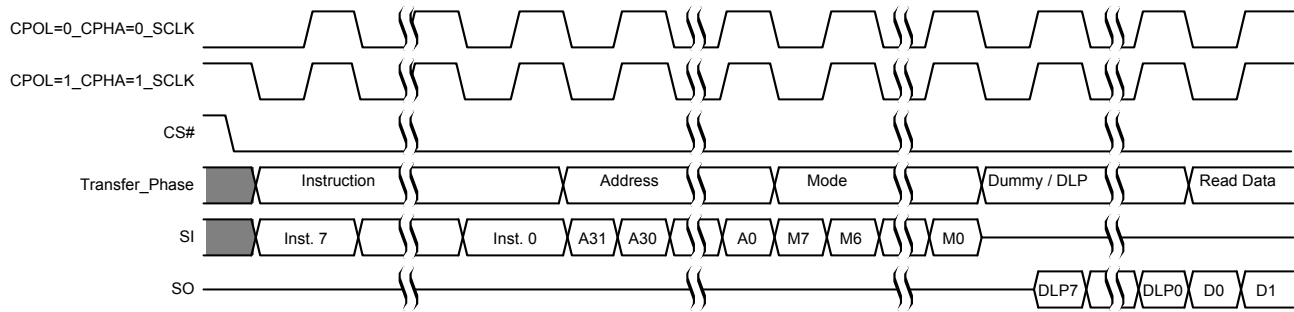 CPOL=0_CPHA=0_SCLK
CPOL=1_CPHA=1_SCLK
CS#
Transfer_Phase Instruction Address Mode Dummy / DLP Read Data
SI Inst. 7 Inst. 0 A31 A30 A0 M7 M6 M0
SO DLP7 DLP0 D0 D1